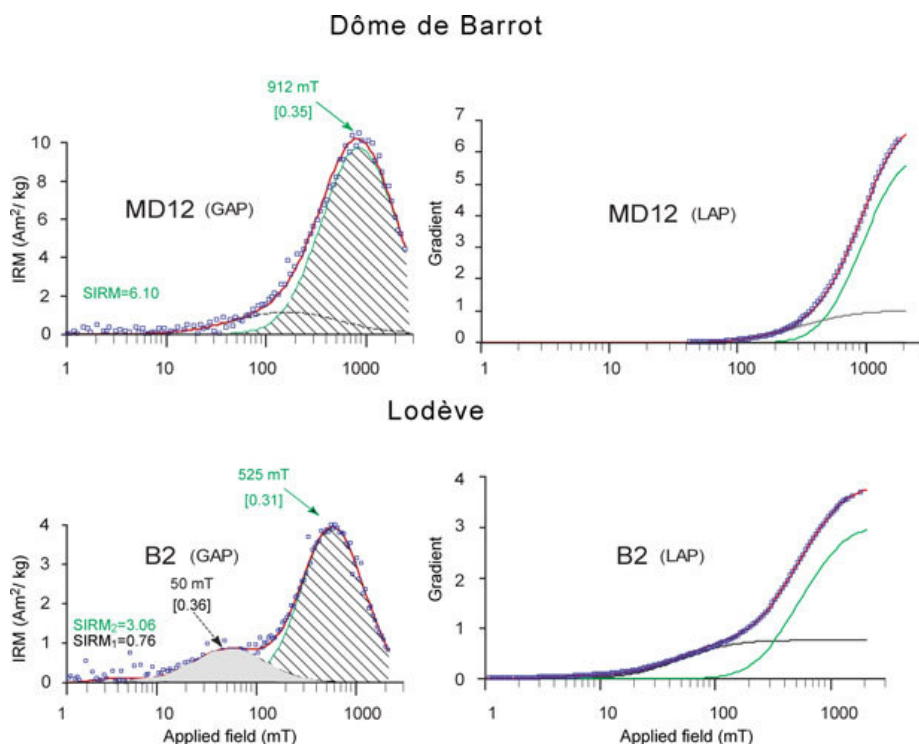 Dôme de Barrot
912 mT
[0.35]
IRM (Am²/ kg)
10
8
6
4
2
0
MD12 (GAP)
SIRM=6.10
1
10
100
1000
Gradient
7
6
5
4
3
2
1
0
MD12 (LAP)
1
10
100
1000
Lodève
525 mT
[0.31]
IRM (Am²/ kg)
4
3
2
1
0
B2 (GAP)
50 mT
[0.36]
SIRM₂=3.06
SIRM₁=0.76
1
10
100
1000
Applied field (mT)
Gradient
4
3
2
1
0
B2 (LAP)
1
10
100
1000
Applied field (mT)